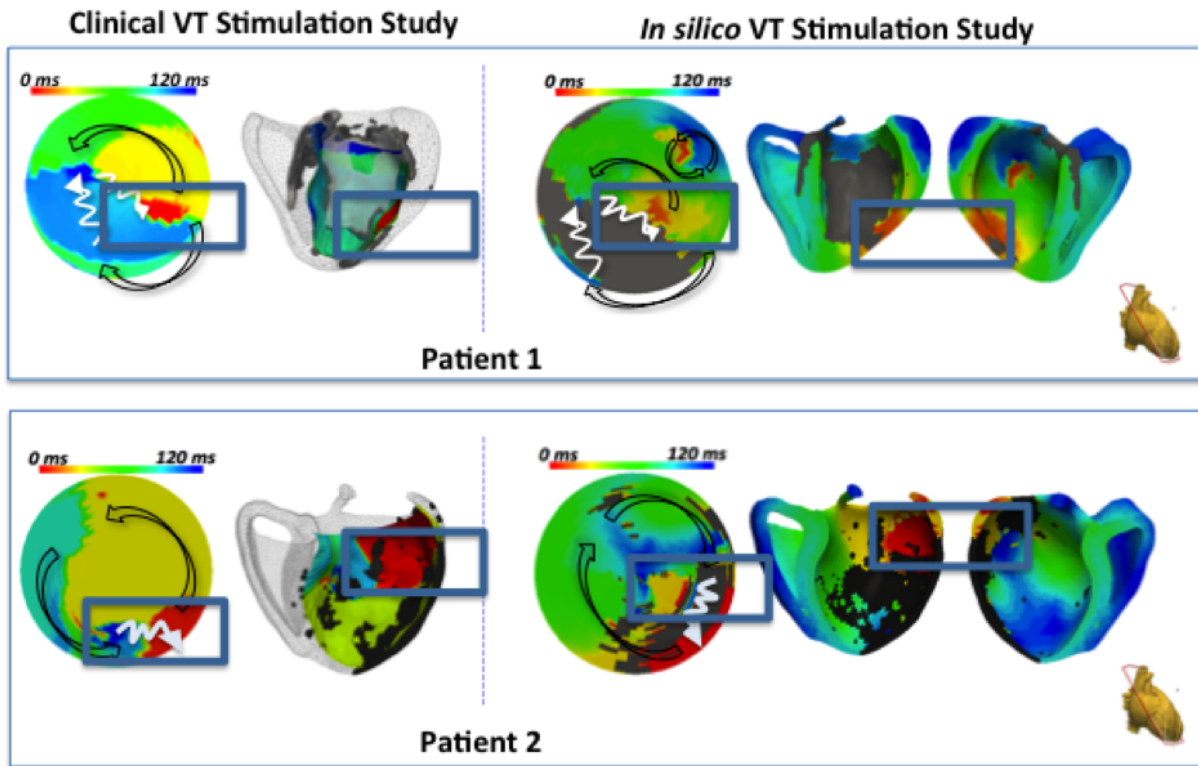 Clinical VT Stimulation Study
In silico VT Stimulation Study
0 ms 120 ms
0 ms 120 ms
Patient 1
0 ms 120 ms
0 ms 120 ms
Patient 2